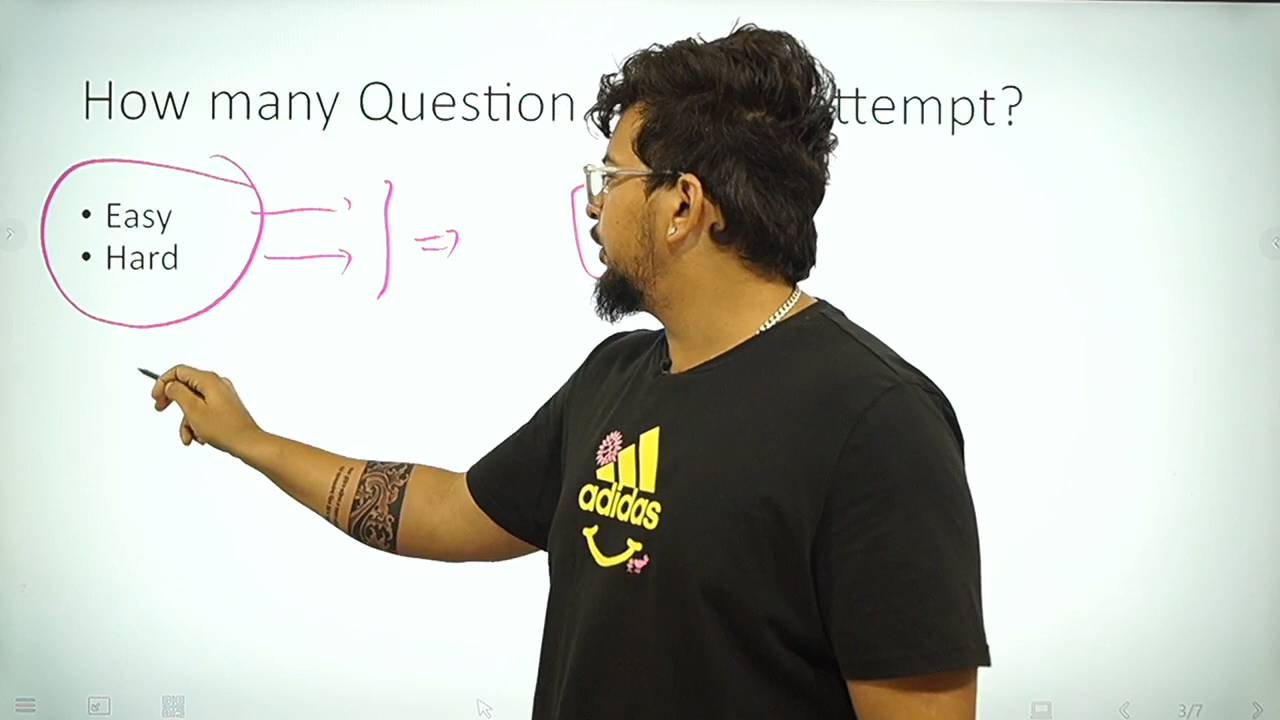 How many Question ttempt?
• Easy
• Hard
adidas
3/7